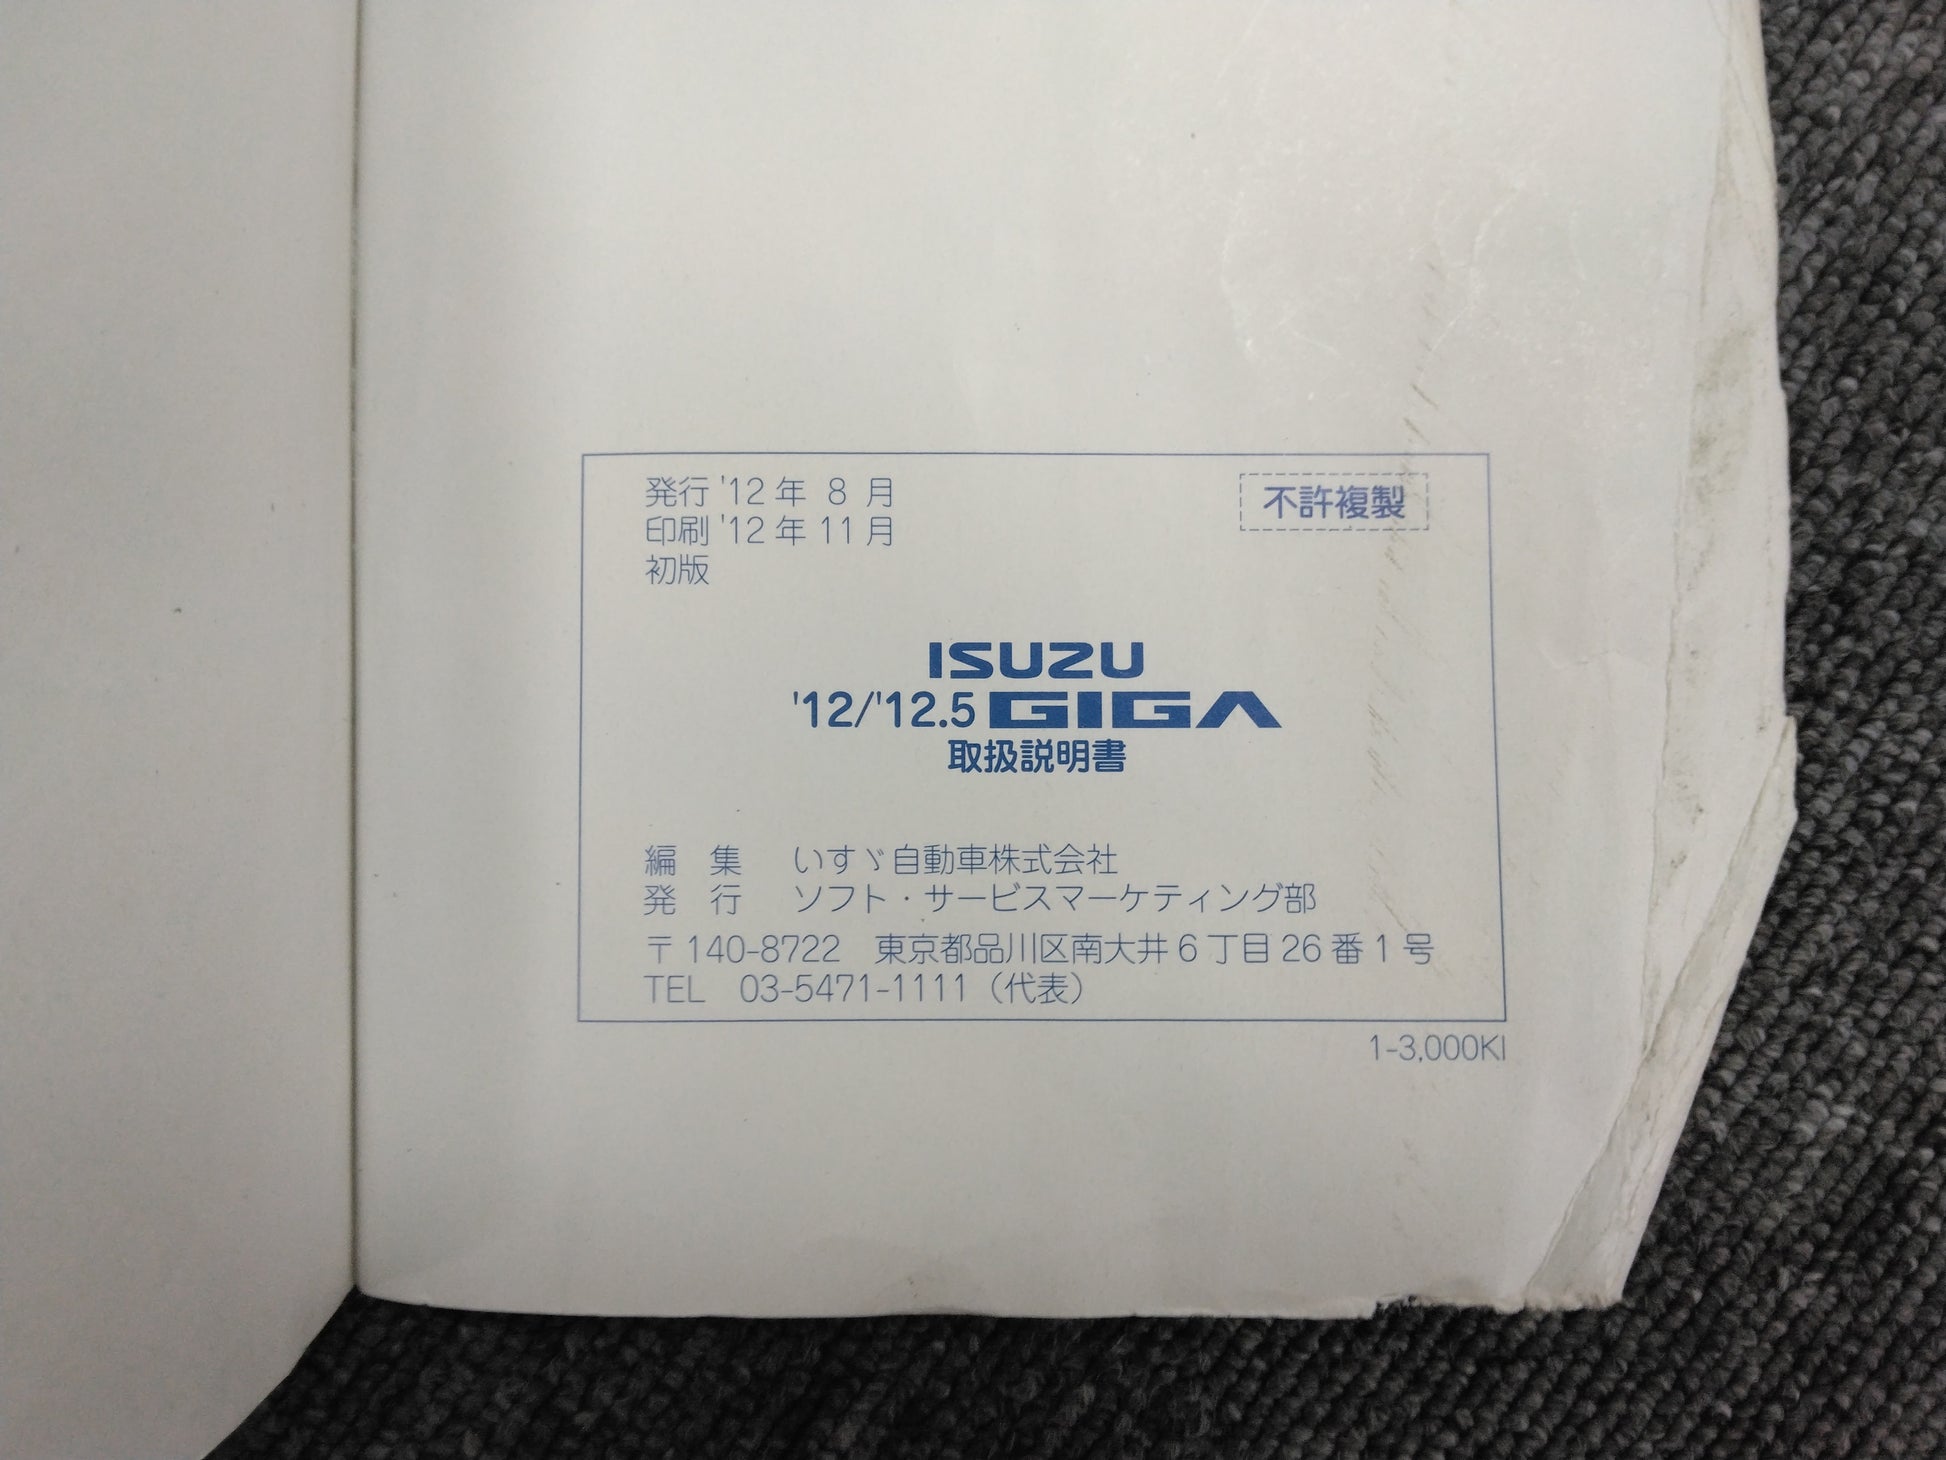 発行 '12 年 8 月
不許複製
印刷 '12 年 11 月
初版
ISUZU
'12/'12.5 GIGA
取扱説明書
編 集 いすゞ自動車株式会社
発 行 ソフト・サービスマーケティング部
〒140-8722 東京都品川区南大井 6 丁目 26 番 1 号
TEL 03-5471-1111（代表）
1-3,000KI